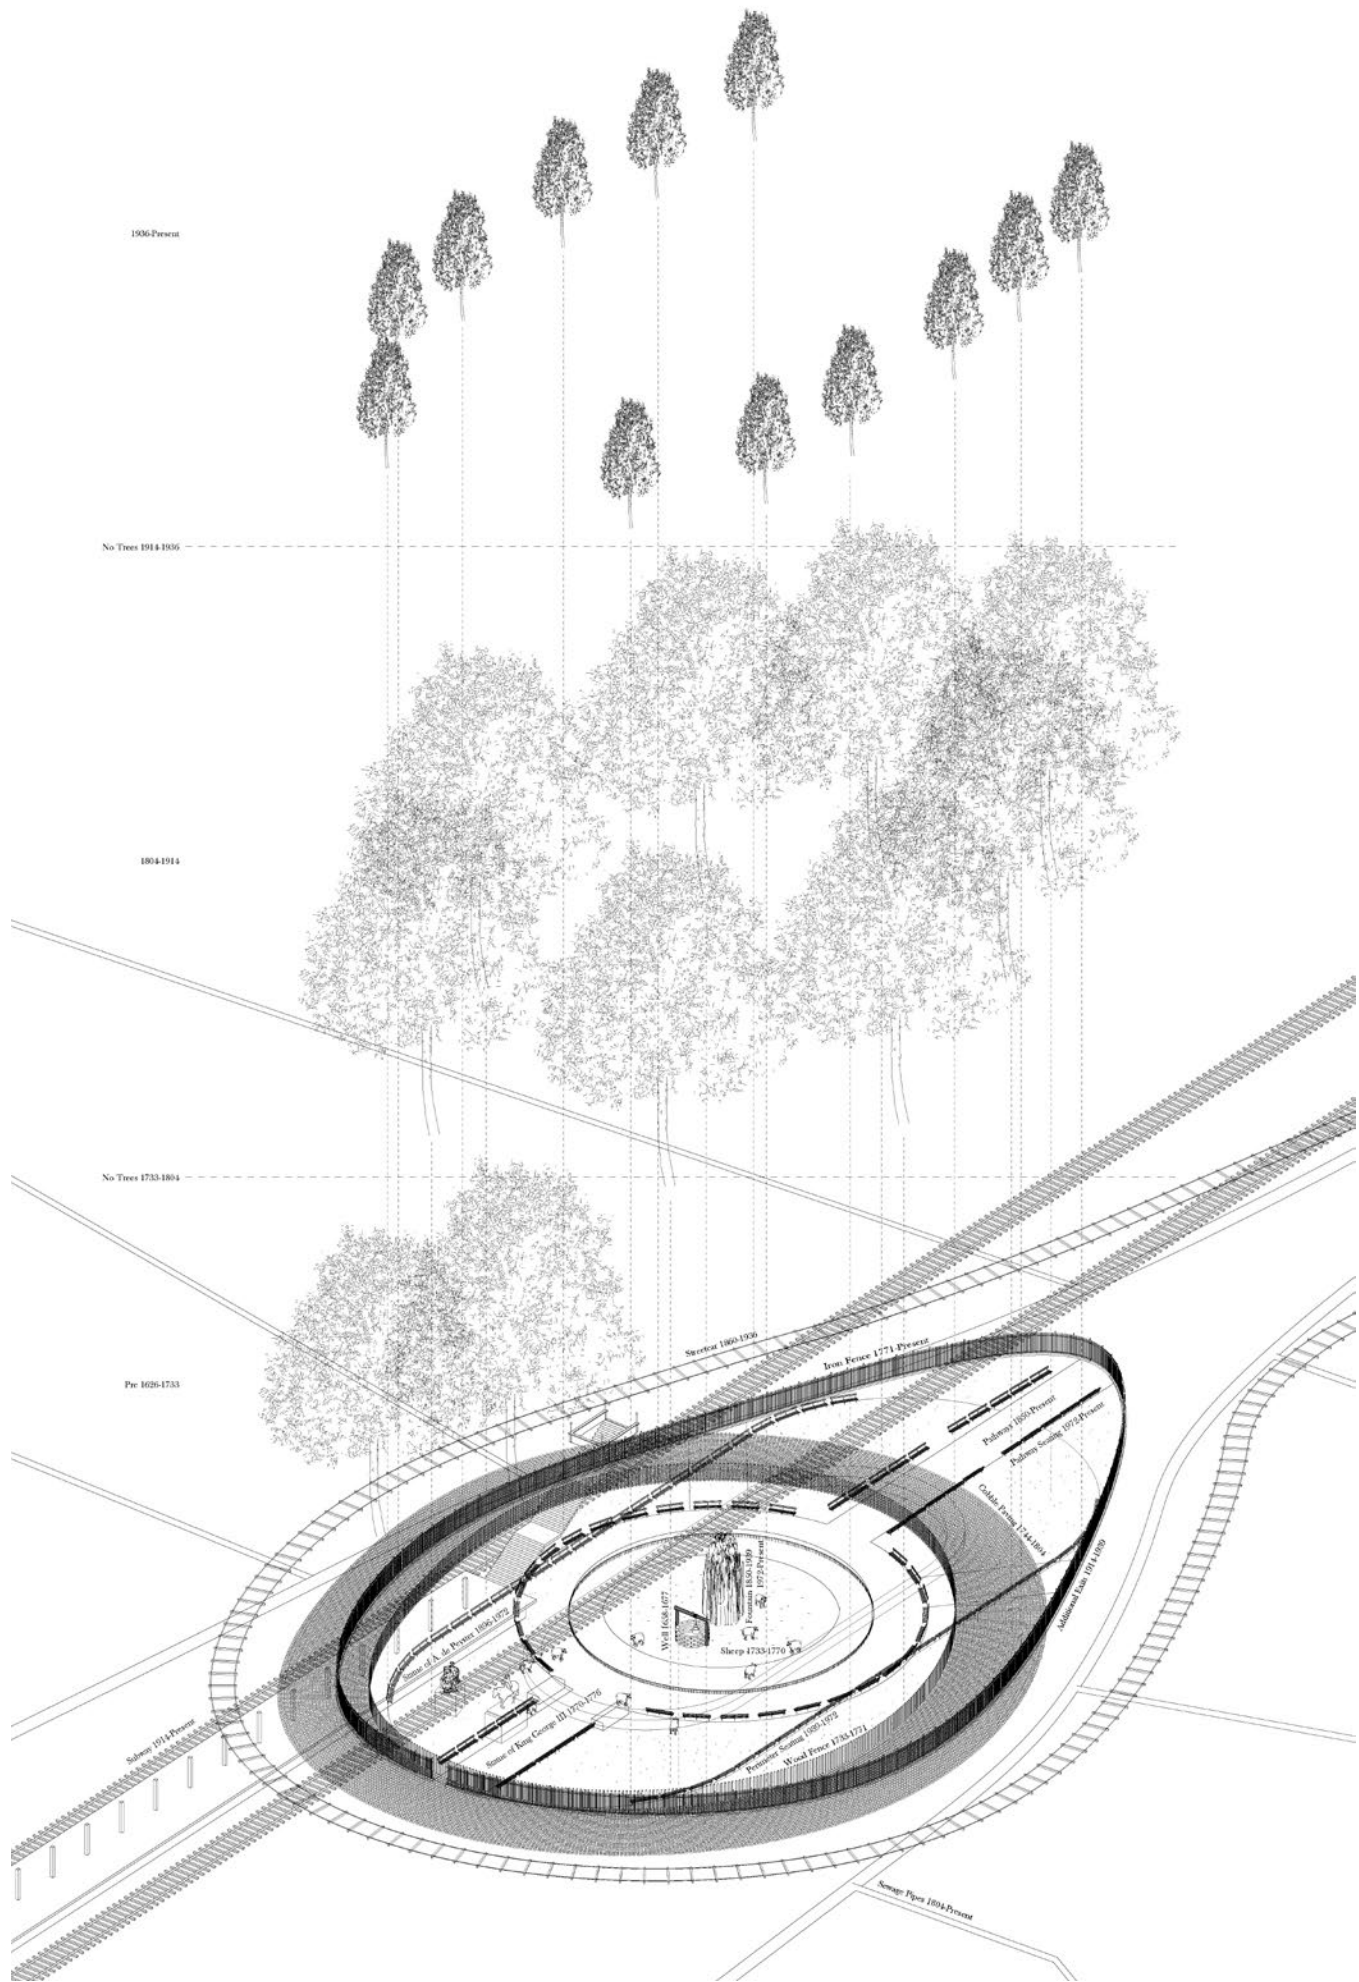 1936-Present
No Trees 1914-1936
1804-1914
No Trees 1733-1804
Streetcar 1860-1936
Iron Fence 1771-Present
Pre 1626-1733
Pathways 1850-Present
Pathway Seating 1972-Present
Cobble Paving 1744-1804
Additional Exit 1914-1939
Fountain 1850-1939
1972-Present
Well 1658-1677
Sheep 1733-1770
Statue of A. de Peyster 1896-1972
Statue of King George III 1770-1776
Subway 1914-Present
Perimeter Seating 1939-1972
Wood Fence 1733-1771
Sewage Pipes 1894-Present